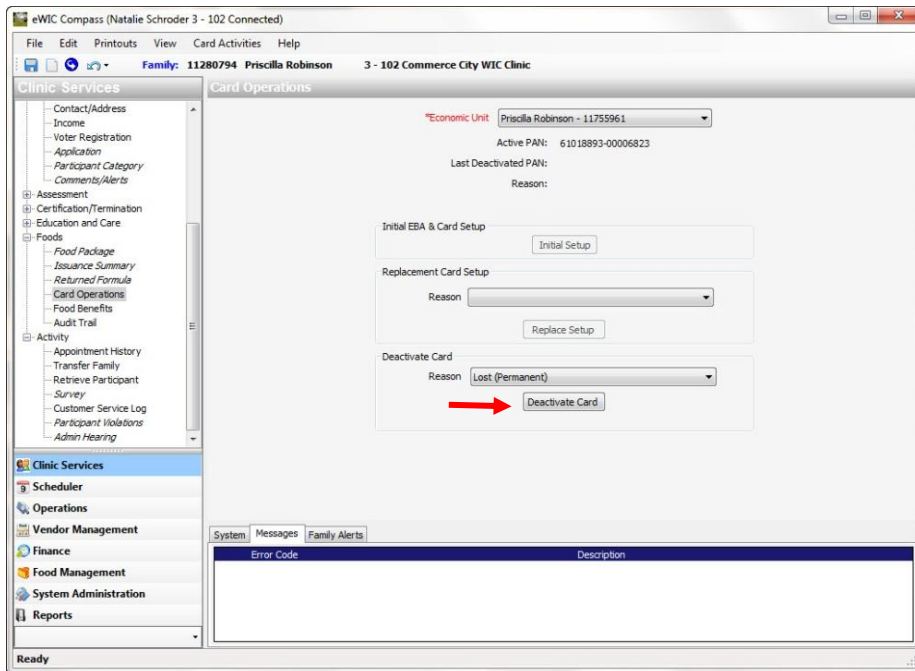 eWIC Compass (Natalie Schroder 3 - 102 Connected)
File Edit Printouts View Card Activities Help
Family: 11280794 Priscilla Robinson 3 - 102 Commerce City WIC Clinic
Clinic Services
Contact/Address
Income
Voter Registration
Application
Participant Category
Comments/Alerts
Assessment
Certification/Termination
Education and Care
Foods
Food Package
Issuance Summary
Returned Formula
Card Operations
Food Benefits
Audit Trail
Activity
Appointment History
Transfer Family
Retrieve Participant
Survey
Customer Service Log
Participant Violations
Admin Hearing
Clinic Services
9 Scheduler
Operations
Vendor Management
Finance
Food Management
System Administration
Reports
Card Operations
*Economic Unit Priscilla Robinson - 11755961
Active PAN: 61018893-00006823
Last Deactivated PAN:
Reason:
Initial EBA & Card Setup
Initial Setup
Replacement Card Setup
Reason
Replace Setup
Deactivate Card
Reason Lost (Permanent)
Deactivate Card
System Messages Family Alerts
Error Code Description
Ready